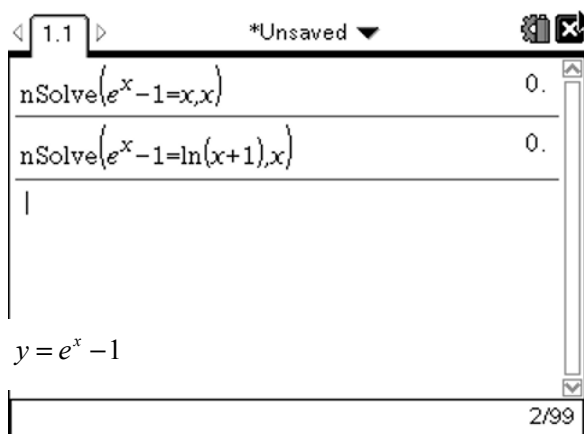 1.1 *Unsaved
nSolve(e^x−1=x,x) 0.
nSolve(e^x−1=ln(x+1),x) 0.
y = e^x − 1
2/99